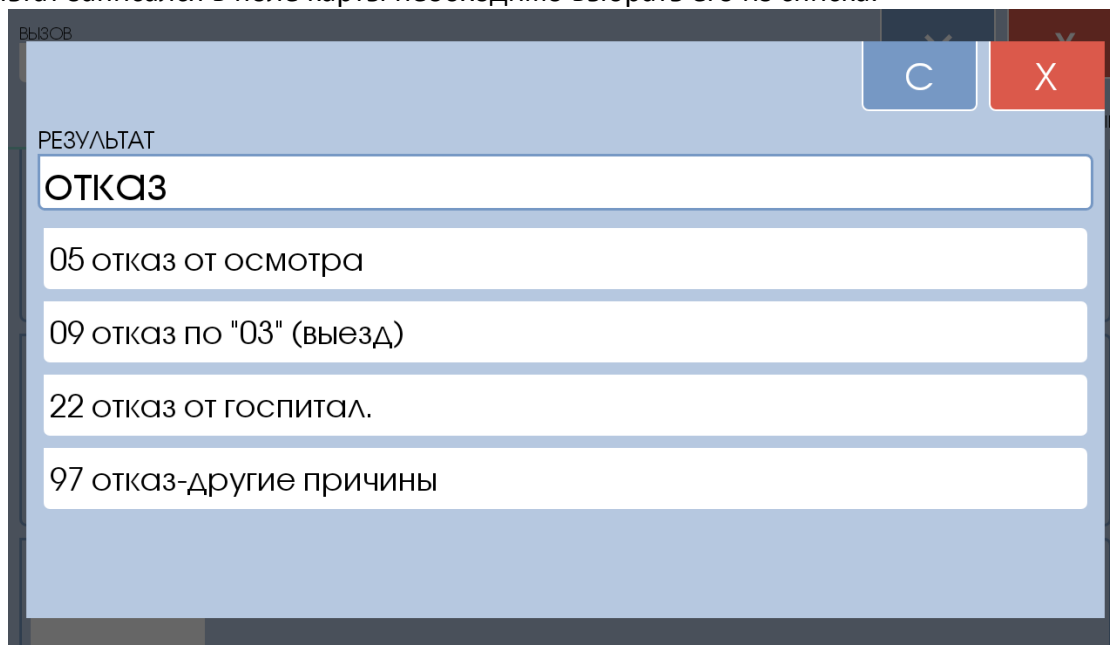 ВЫЗОВ
C X
РЕЗУЛЬТАТ
отказ
05 отказ от осмотра
09 отказ по "03" (выезд)
22 отказ от госпитал.
97 отказ-другие причины